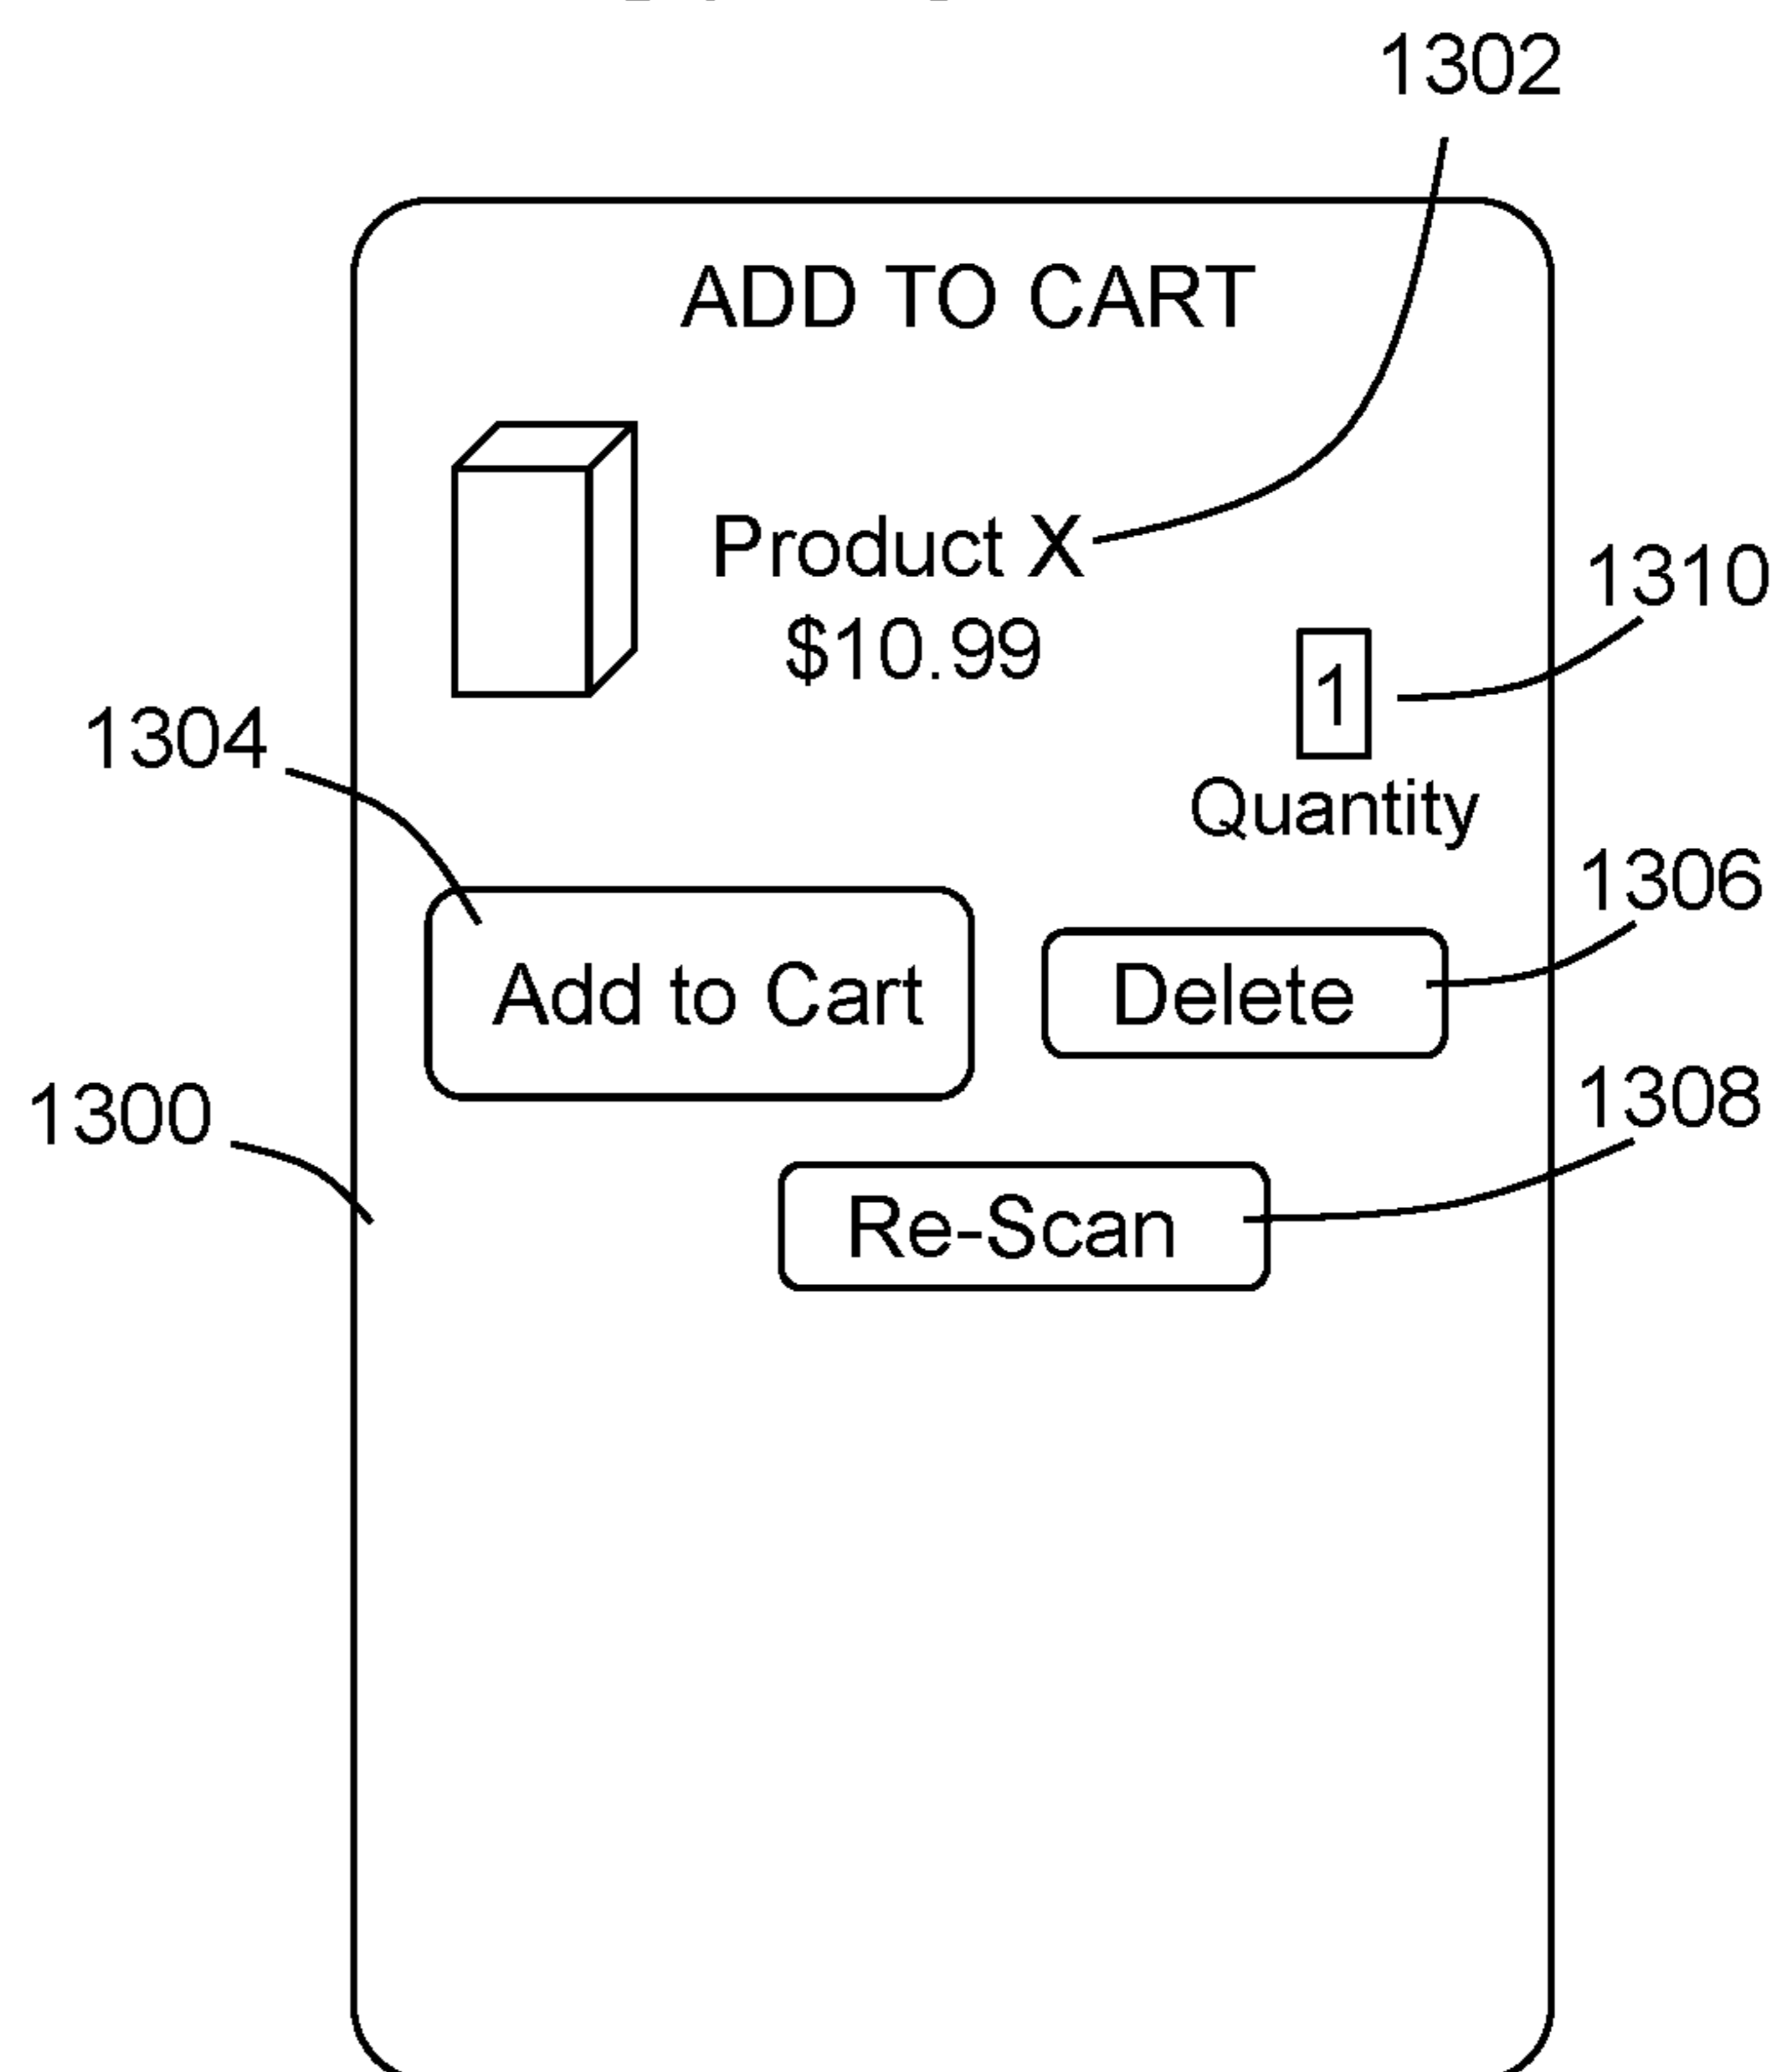 1302
ADD TO CART
Product X
1310
$10.99
1
1304
Quantity
1306
Add to Cart
Delete
1300
1308
Re-Scan